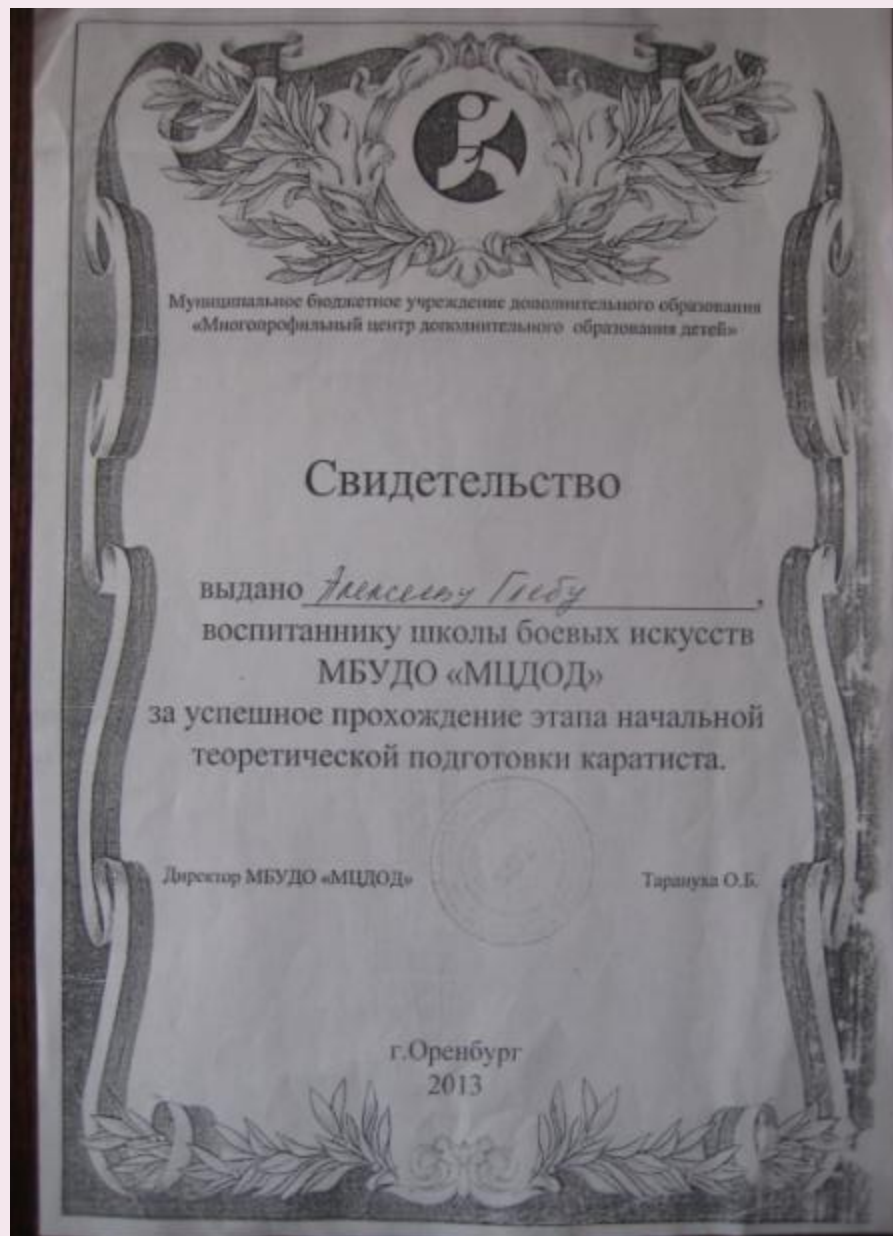 Муниципальное бюджетное учреждение дополнительного образования
«Многопрофильный центр дополнительного образования детей»
Свидетельство
выдано Алексееву Глебу,
воспитаннику школы боевых искусств
МБУДО «МЦДОД»
за успешное прохождение этапа начальной
теоретической подготовки каратиста.
Директор МБУДО «МЦДОД» Тарануха О.Б.
г.Оренбург
2013